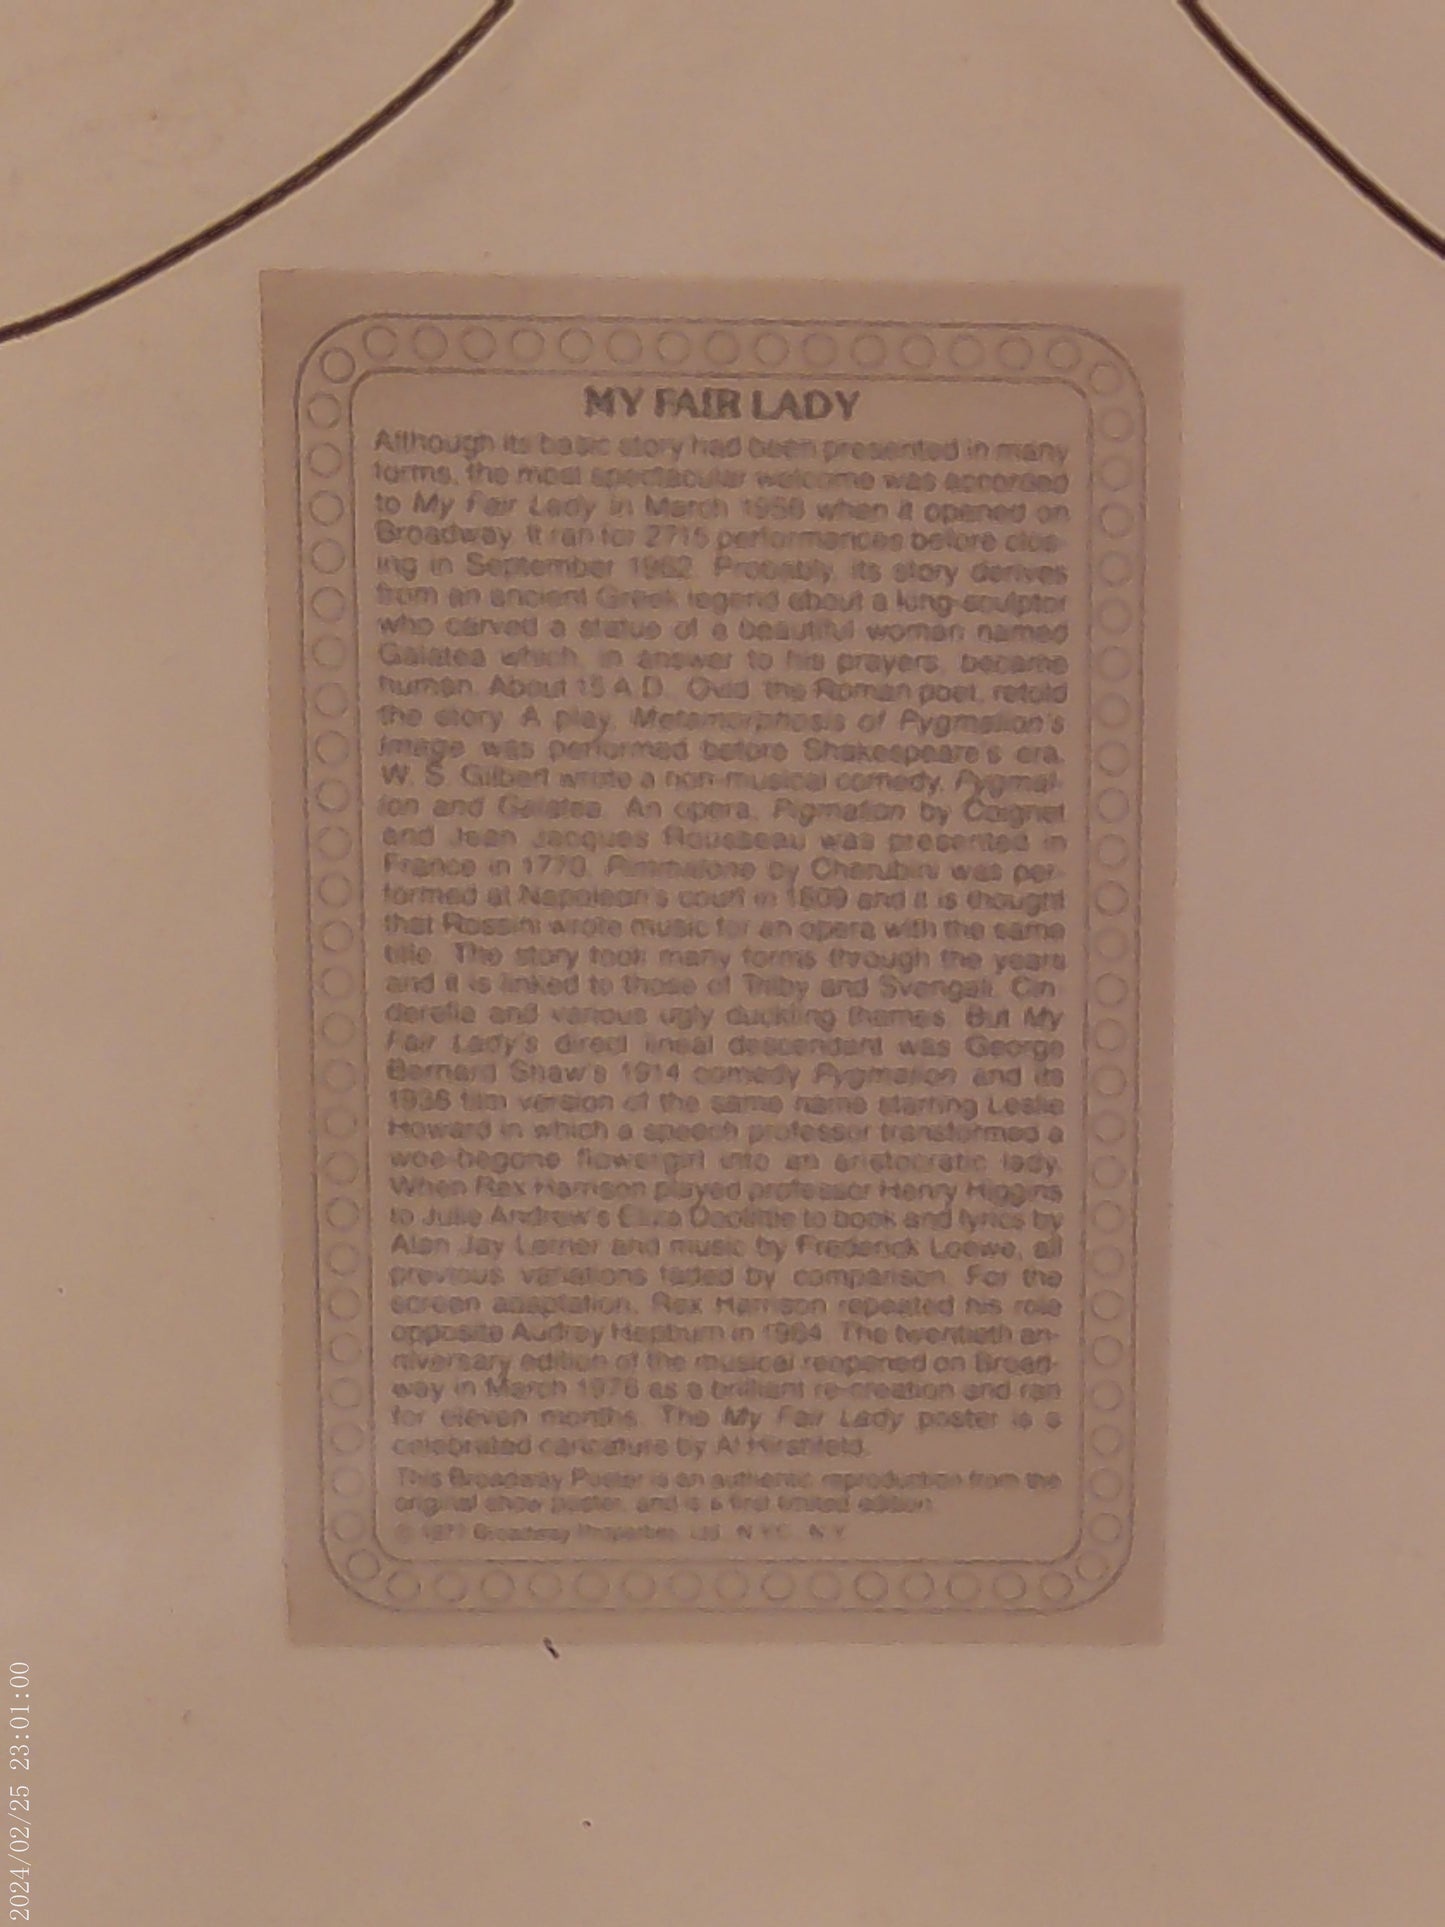 MY FAIR LADY
Although its basic story had been presented in many
forms, the most spectacular welcome was accorded
to My Fair Lady in March 1956 when it opened on
Broadway. It ran for 2715 performances before clos-
ing in September 1962. Probably, its story derives
from an ancient Greek legend about a king-sculptor
who carved a statue of a beautiful woman named
Galatea which, in answer to his prayers, became
human. About 15 A.D., Ovid, the Roman poet, retold
the story. A play, Metamorphosis of Pygmalion's
Image was performed before Shakespeare's era.
W. S. Gilbert wrote a non-musical comedy, Pygmal-
ion and Galatea. An opera, Pigmalion by Coignet
and Jean Jacques Rousseau was presented in
France in 1770. Pimmalone by Cherubini was per-
formed at Napoleon's court in 1809 and it is thought
that Rossini wrote music for an opera with the same
title. The story took many forms through the years
and it is linked to those of Trilby and Svengali, Cin-
derella and various ugly duckling themes. But My
Fair Lady's direct lineal descendant was George
Bernard Shaw's 1914 comedy Pygmalion and its
1938 film version of the same name starring Leslie
Howard in which a speech professor transformed a
woe-begone flowergirl into an aristocratic lady.
When Rex Harrison played professor Henry Higgins
to Julie Andrew's Eliza Doolittle to book and lyrics by
Alan Jay Lerner and music by Frederick Loewe, all
previous variations faded by comparison. For the
screen adaptation, Rex Harrison repeated his role
opposite Audrey Hepburn in 1964. The twentieth an-
niversary edition of the musical reopened on Broad-
way in March 1976 as a brilliant re-creation and ran
for eleven months. The My Fair Lady poster is a
celebrated caricature by Al Hirshfeld.
This Broadway Poster is an authentic reproduction from the
original show poster, and is a first limited edition.
© 1977 Broadway Properties, Ltd. N.Y.C., N.Y.
2024/02/25 23:01:00